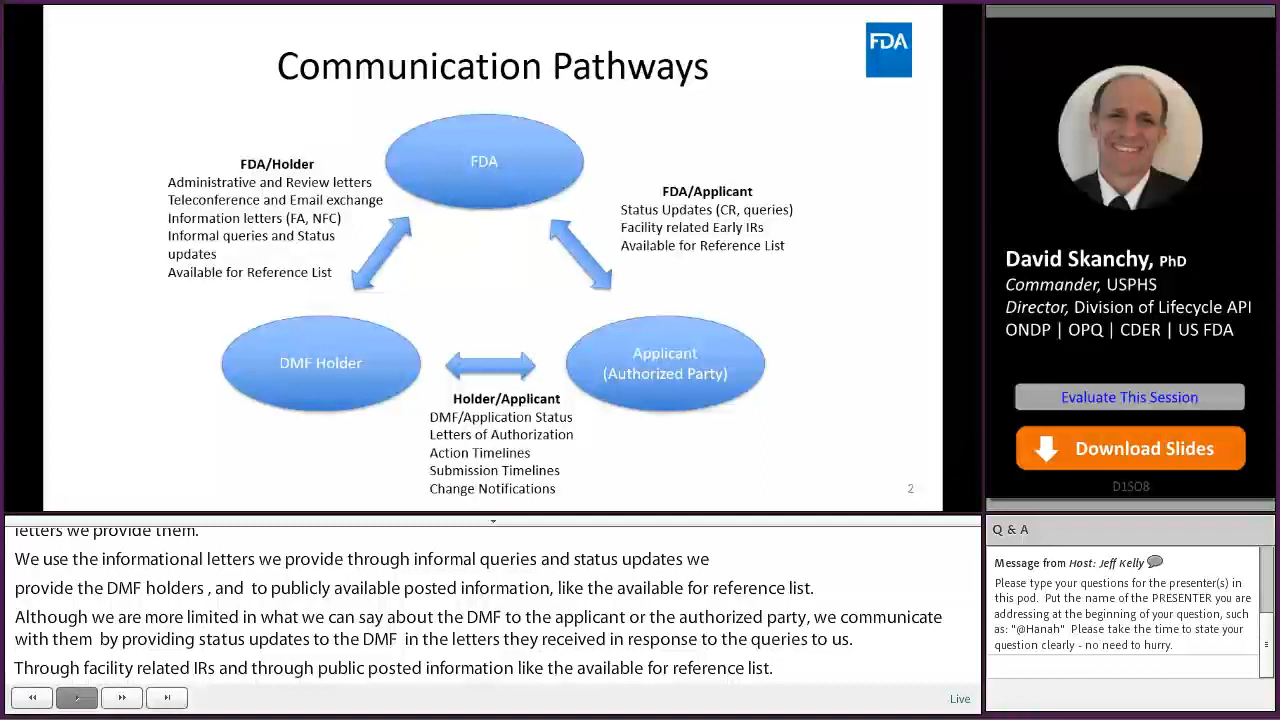 Communication Pathways
FDA
FDA
FDA/Holder
Administrative and Review letters
Teleconference and Email exchange
Information letters (FA, NFC)
Informal queries and Status
updates
Available for Reference List
FDA/Applicant
Status Updates (CR, queries)
Facility related Early IRs
Available for Reference List
DMF Holder
Applicant
(Authorized Party)
Holder/Applicant
DMF/Application Status
Letters of Authorization
Action Timelines
Submission Timelines
Change Notifications
2
David Skanchy, PhD
Commander, USPHS
Director, Division of Lifecycle API
ONDP | OPQ | CDER | US FDA
Evaluate This Session
Download Slides
D1S08
letters we provide them.
We use the informational letters we provide through informal queries and status updates we
provide the DMF holders , and  to publicly available posted information, like the available for reference list.
Although we are more limited in what we can say about the DMF to the applicant or the authorized party, we communicate
with them  by providing status updates to the DMF  in the letters they received in response to the queries to us.
Through facility related IRs and through public posted information like the available for reference list.
Live
Q & A
Message from Host: Jeff Kelly
Please type your questions for the presenter(s) in
this pod.  Put the name of the PRESENTER you are
addressing at the beginning of your question, such
as: "@Hanah"  Please take the time to state your
question clearly - no need to hurry.